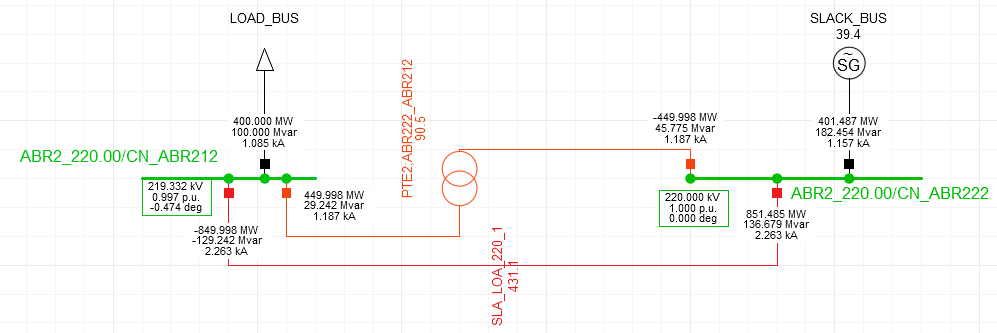 LOAD_BUS
SLACK_BUS
39.4
~
SG
PTE2;ABR222_ABR212
90.5
400.000 MW
100.000 Mvar
1.085 kA
-449.998 MW
45.775 Mvar
1.187 kA
401.487 MW
182.454 Mvar
1.157 kA
ABR2_220.00/CN_ABR212
219.332 kV
0.997 p.u.
-0.474 deg
449.998 MW
29.242 Mvar
1.187 kA
220.000 kV
1.000 p.u.
0.000 deg
ABR2_220.00/CN_ABR222
851.485 MW
136.679 Mvar
2.263 kA
-849.998 MW
-129.242 Mvar
2.263 kA
SLA_LOA_220_1
431.1